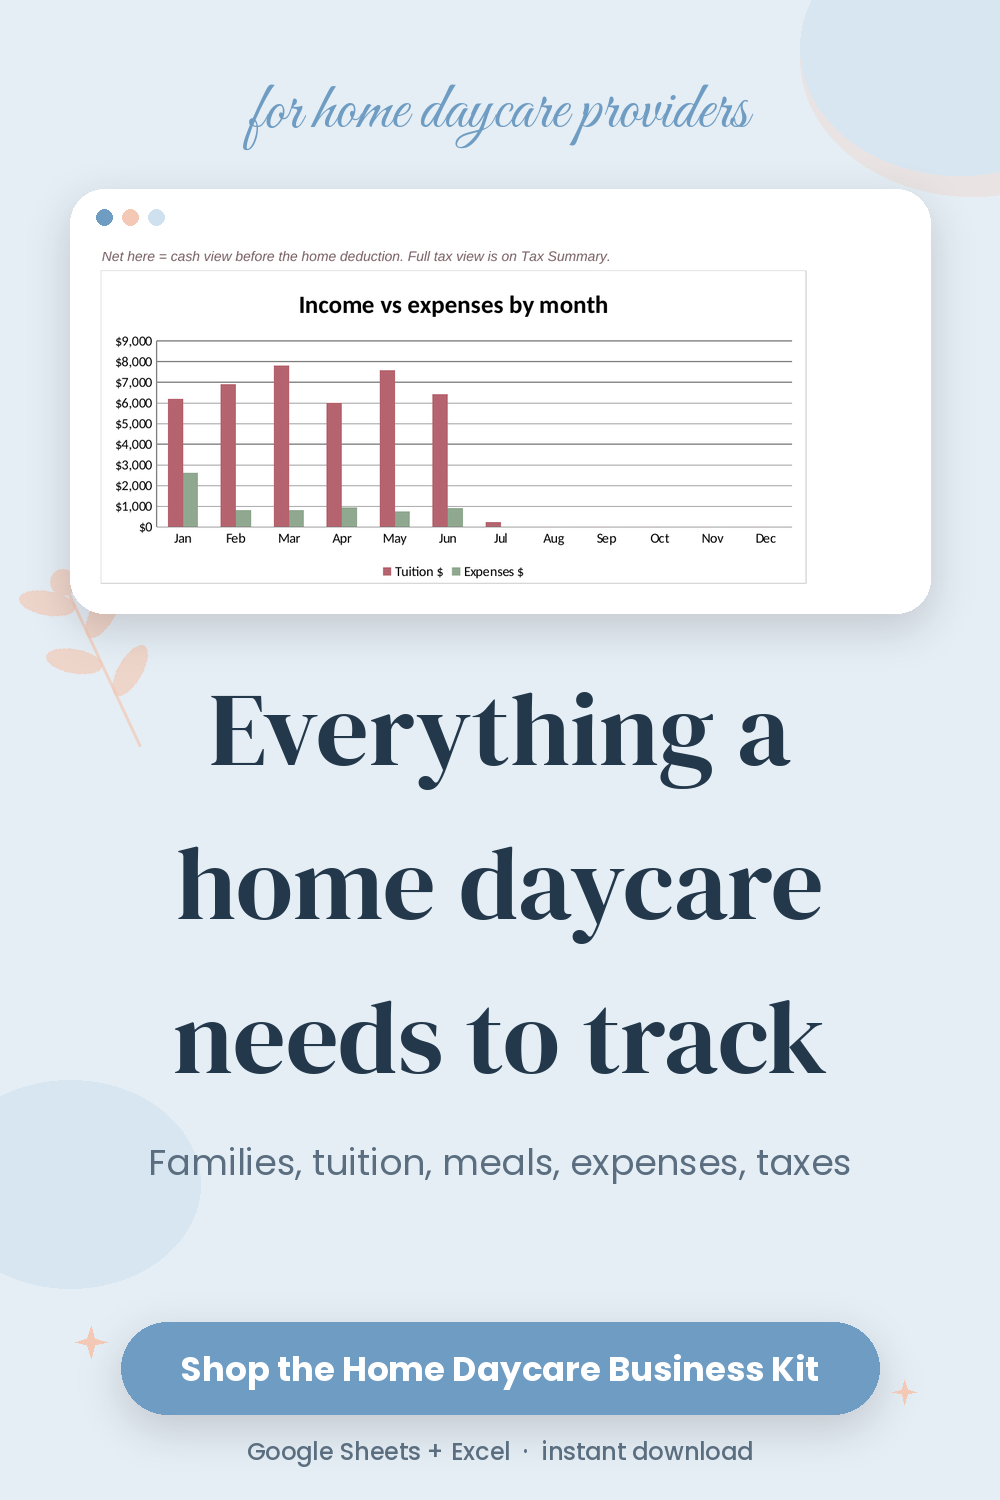 for home daycare providers
Net here = cash view before the home deduction. Full tax view is on Tax Summary.
Income vs expenses by month
$9,000
$8,000
$7,000
$6,000
$5,000
$4,000
$3,000
$2,000
$1,000
$0
Jan Feb Mar Apr May Jun Jul Aug Sep Oct Nov Dec
Tuition $ Expenses $
Everything a
home daycare
needs to track
Families, tuition, meals, expenses, taxes
Shop the Home Daycare Business Kit
Google Sheets + Excel · instant download